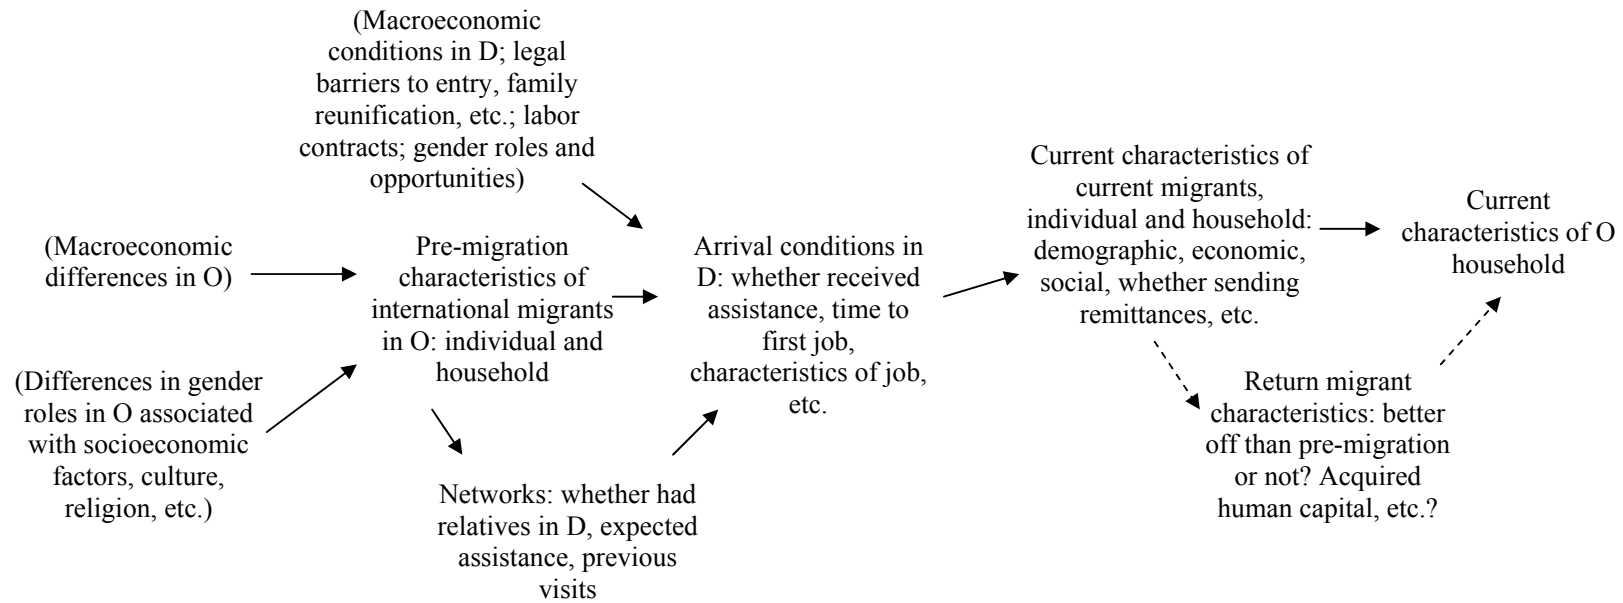 (Macroeconomic
conditions in D; legal
barriers to entry, family
reunification, etc.; labor
contracts; gender roles and
opportunities)
(Macroeconomic
differences in O)
(Differences in gender
roles in O associated
with socioeconomic
factors, culture,
religion, etc.)
Pre-migration
characteristics of
international migrants
in O: individual and
household
Networks: whether had
relatives in D, expected
assistance, previous
visits
Arrival conditions in
D: whether received
assistance, time to
first job,
characteristics of job,
etc.
Current characteristics of
current migrants,
individual and household:
demographic, economic,
social, whether sending
remittances, etc.
Return migrant
characteristics: better
off than pre-migration
or not? Acquired
human capital, etc.?
Current
characteristics of O
household